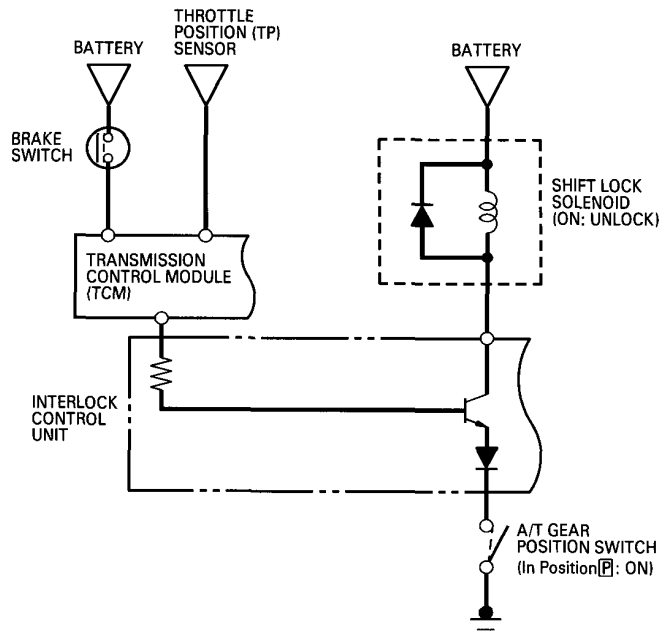 BATTERY
THROTTLE
POSITION (TP)
SENSOR
BATTERY
BRAKE
SWITCH
SHIFT LOCK
SOLENOID
(ON: UNLOCK)
TRANSMISSION
CONTROL MODULE
(TCM)
INTERLOCK
CONTROL
UNIT
A/T GEAR
POSITION SWITCH
(In Position P : ON)